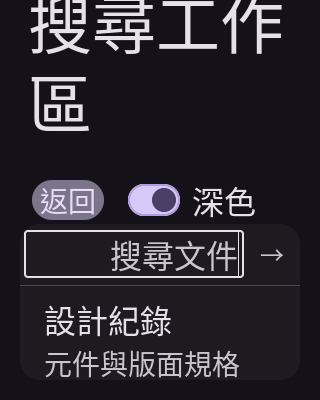 搜尋工作
區
返回
深色
搜尋文件
設計紀錄
元件與版面規格